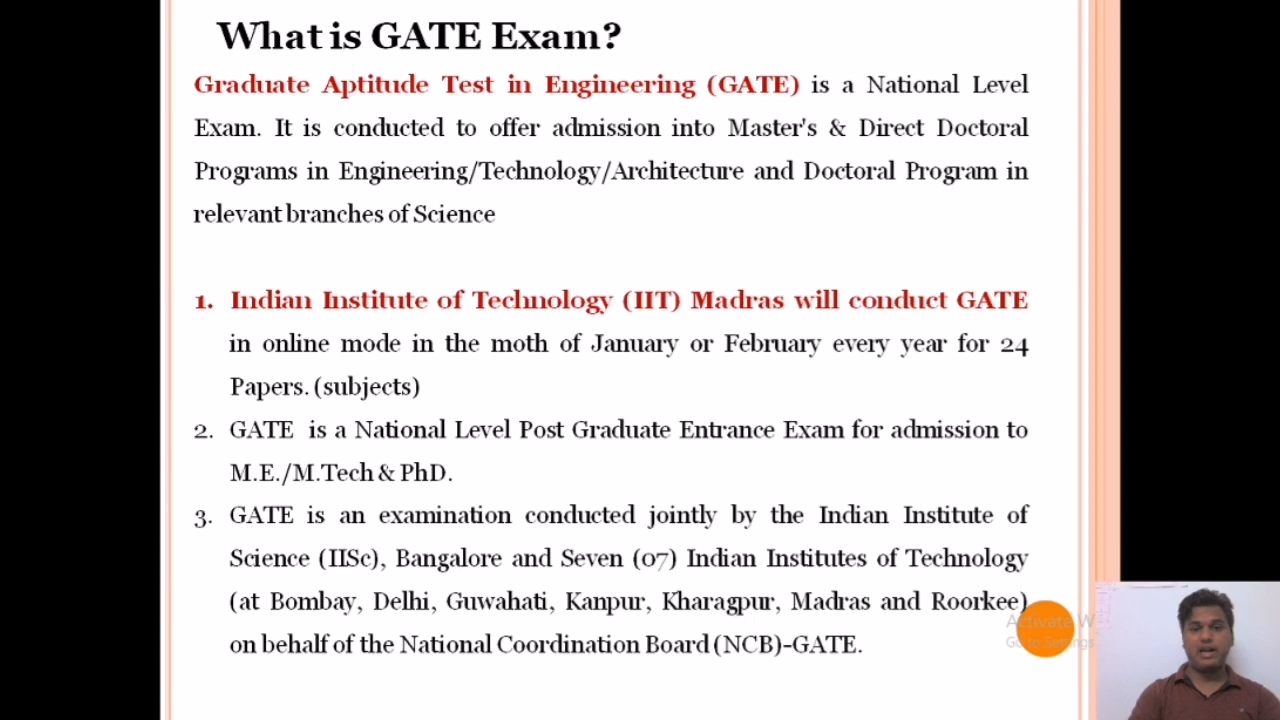 What is GATE Exam?
Graduate Aptitude Test in Engineering (GATE) is a National Level
Exam. It is conducted to offer admission into Master's & Direct Doctoral
Programs in Engineering/Technology/Architecture and Doctoral Program in
relevant branches of Science
1. Indian Institute of Technology (IIT) Madras will conduct GATE
in online mode in the moth of January or February every year for 24
Papers. (subjects)
2. GATE is a National Level Post Graduate Entrance Exam for admission to
M.E./M.Tech & PhD.
3. GATE is an examination conducted jointly by the Indian Institute of
Science (IISc), Bangalore and Seven (07) Indian Institutes of Technology
(at Bombay, Delhi, Guwahati, Kanpur, Kharagpur, Madras and Roorkee)
on behalf of the National Coordination Board (NCB)-GATE.
Activate W
Go to Settings